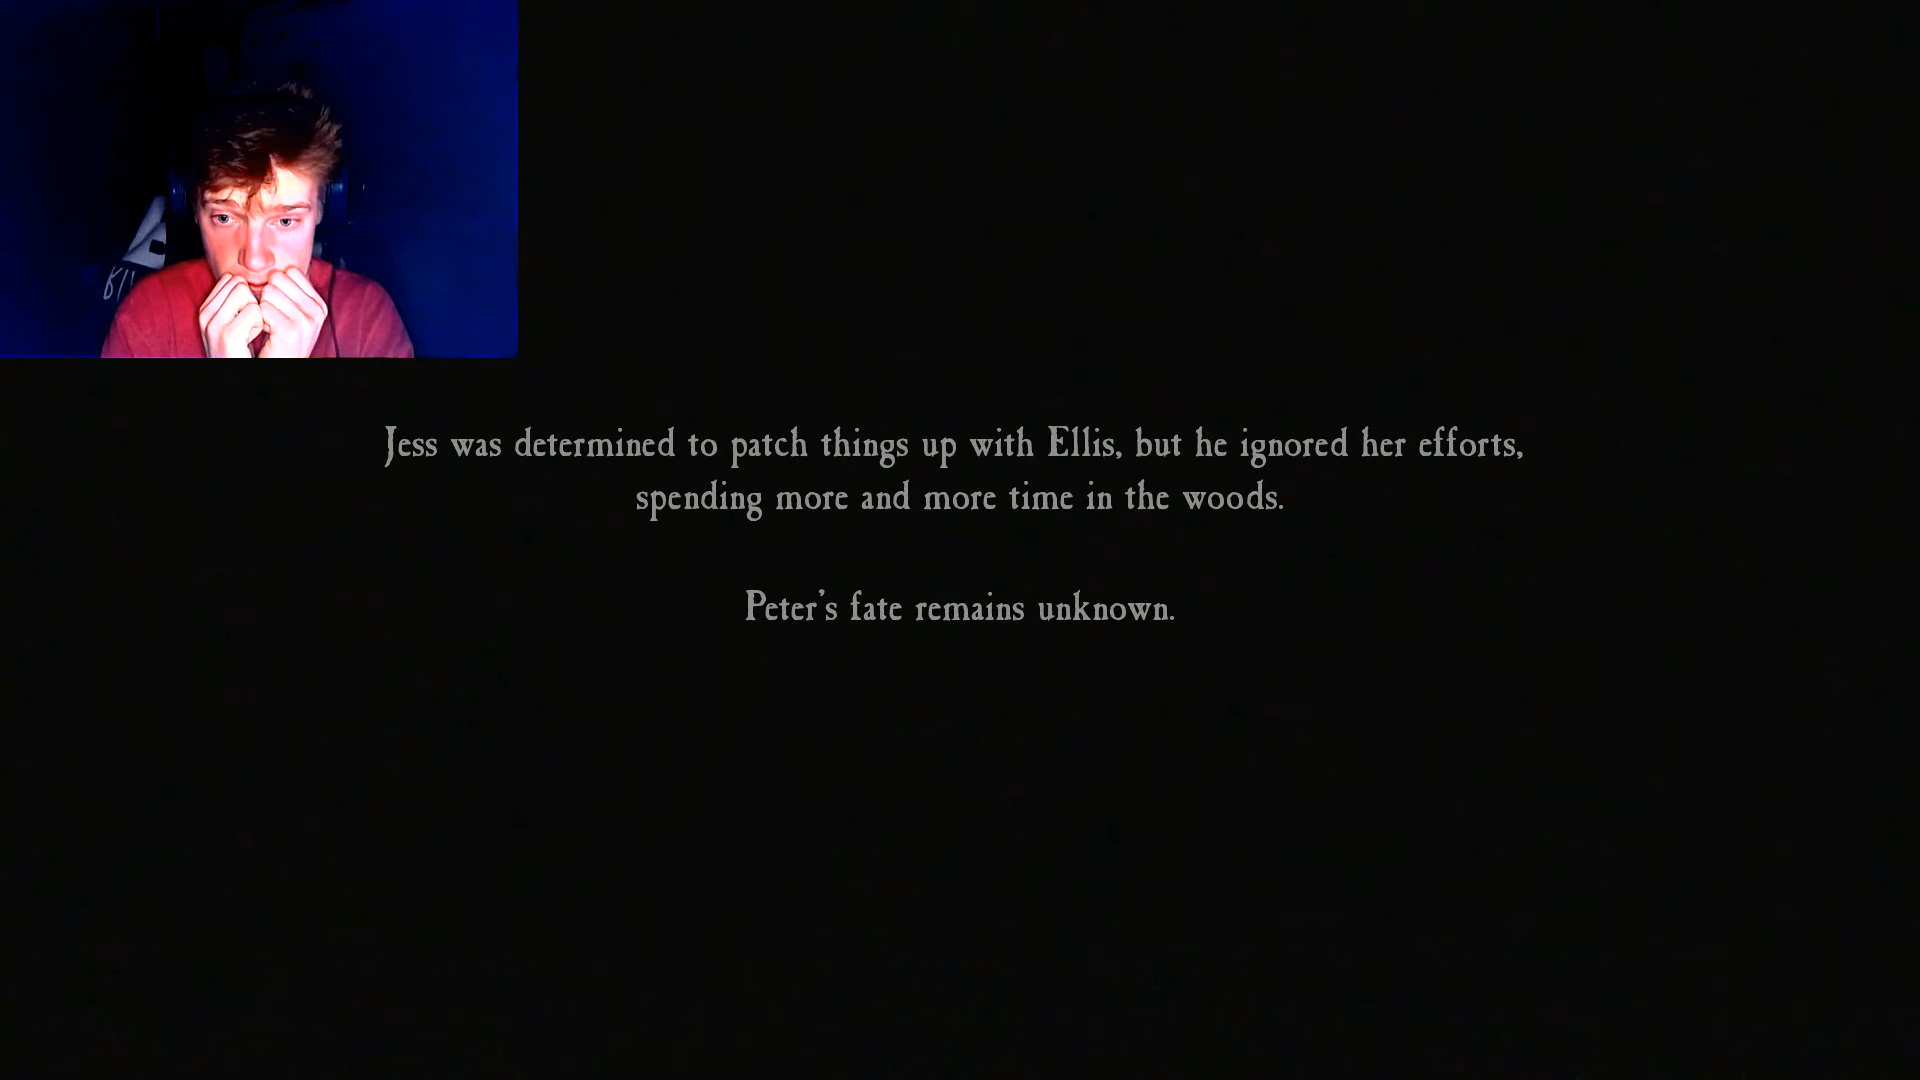 Jess was determined to patch things up with Ellis, but he ignored her efforts,
spending more and more time in the woods.
Peter's fate remains unknown.